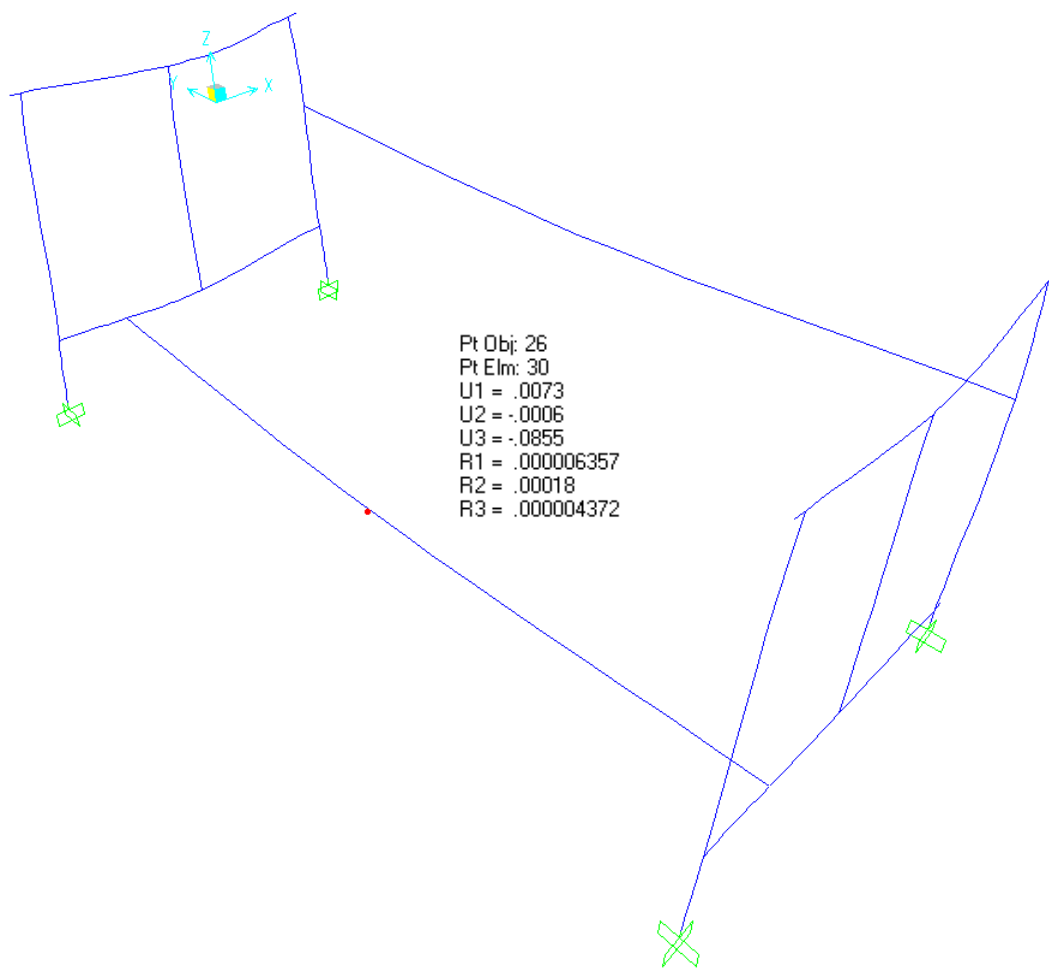 Z
Y
X
Pt Obj: 26
Pt Elm: 30
U1 = .0073
U2 = -.0006
U3 = -.0855
R1 = .000006357
R2 = .00018
R3 = .000004372